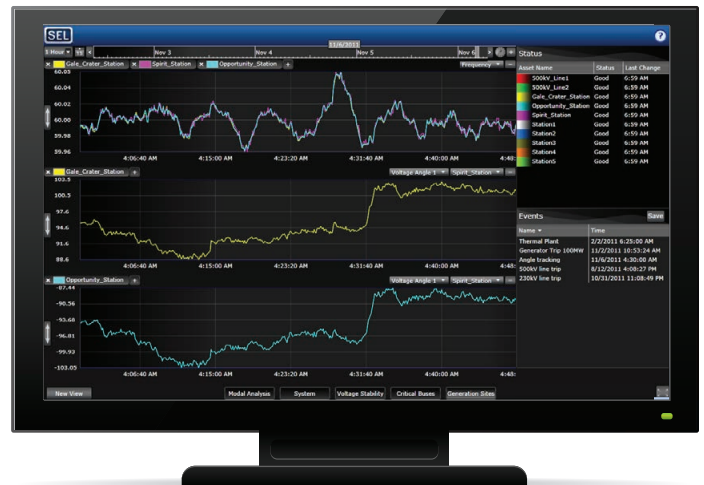 SEL
?
11/6/2011
1 Hour Nov 3 Nov 4 Nov 5 Nov 6
Gale_Crater_Station Spirit_Station Opportunity_Station + Frequency
60.05
60.04
60.02
60.00
59.98
59.96
4:06:40 AM 4:15:00 AM 4:23:20 AM 4:31:40 AM 4:40:00 AM 4:48:
Gale_Crater_Station + Voltage Angle 1 Spirit_Station
103.5
100.5
97.6
94.6
91.6
88.6
4:06:40 AM 4:15:00 AM 4:23:20 AM 4:31:40 AM 4:40:00 AM 4:48:
Opportunity_Station + Voltage Angle 1 Spirit_Station
-87.44
-90.56
-93.68
-96.81
-99.93
-103.05
4:06:40 AM 4:15:00 AM 4:23:20 AM 4:31:40 AM 4:40:00 AM 4:48:
Status
Asset Name Status Last Change
500kV_Line1 Good 6:59 AM
500kV_Line2 Good 6:59 AM
Gale_Crater_Station Good 6:59 AM
Opportunity_Station Good 6:59 AM
Spirit_Station Good 6:59 AM
Station1 Good 6:59 AM
Station2 Good 6:59 AM
Station3 Good 6:59 AM
Station4 Good 6:59 AM
Station5 Good 6:59 AM
Events Save
Name Time
Thermal Plant 2/2/2011 6:25:00 AM
Generator Trip 100MW 11/2/2011 10:53:24 AM
Angle tracking 11/6/2011 4:30:00 AM
500kV line trip 8/12/2011 4:08:27 PM
230kV line trip 10/31/2011 11:08:49 PM
New View Modal Analysis System Voltage Stability Critical Buses Generation Sites